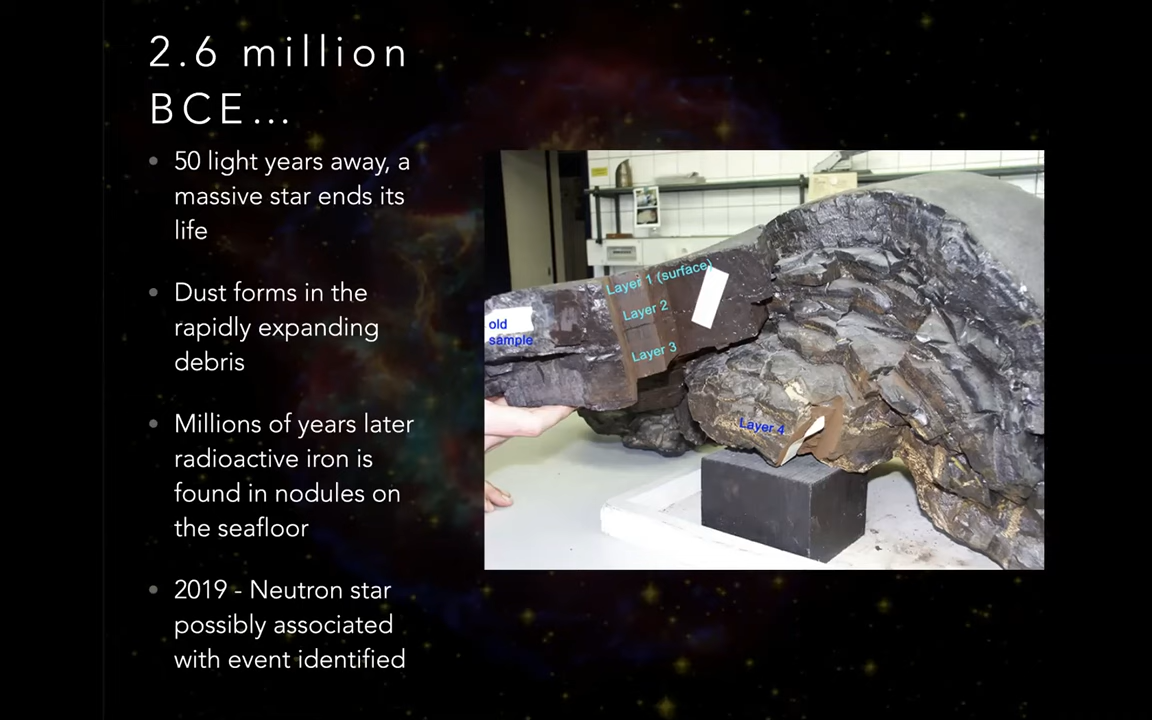 2.6 million
BCE...
• 50 light years away, a
massive star ends its
life
• Dust forms in the
rapidly expanding
debris
• Millions of years later
radioactive iron is
found in nodules on
the seafloor
• 2019 - Neutron star
possibly associated
with event identified
Layer 1 (surface)
Layer 2
old
sample
Layer 3
Layer 4